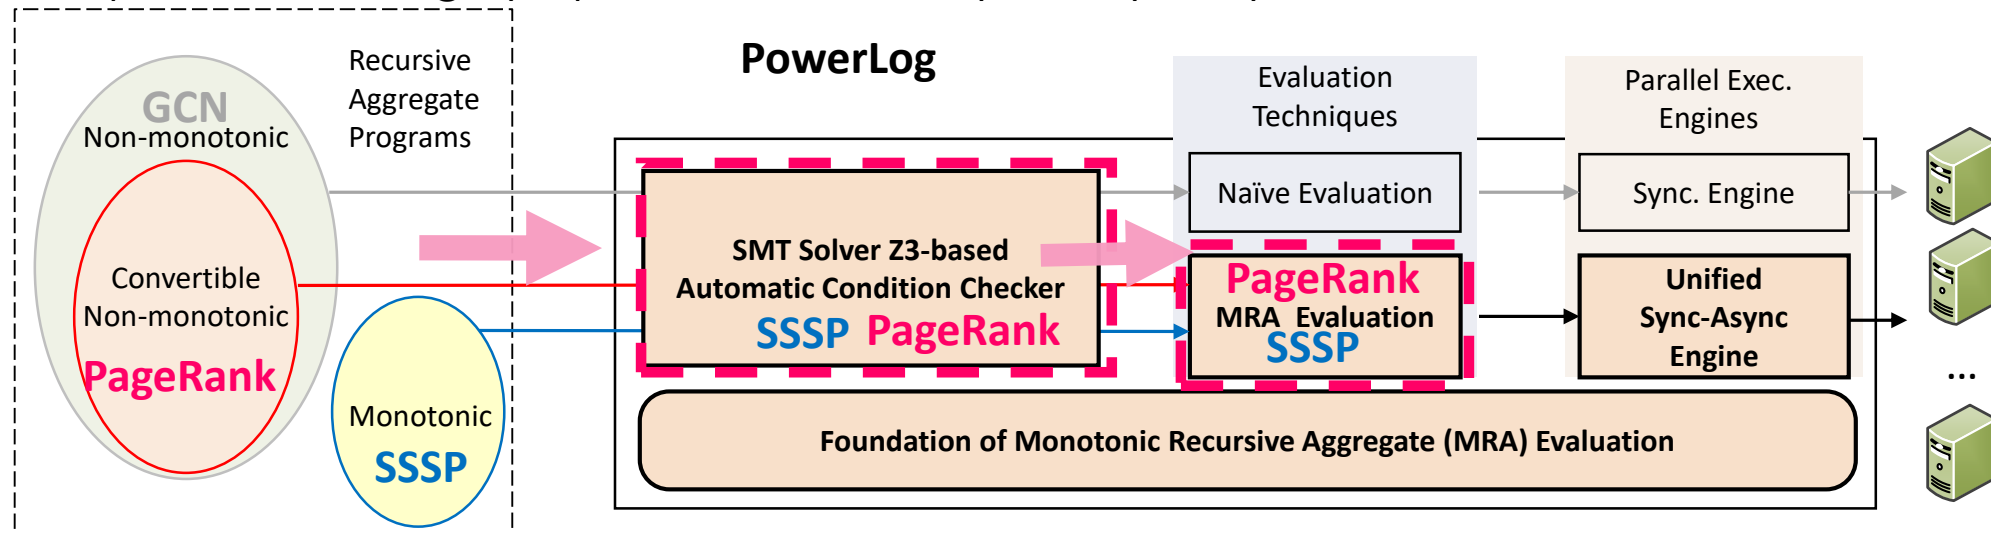 PowerLog
Recursive
Aggregate
Programs
GCN
Non-monotonic
Convertible
Non-monotonic
PageRank
Monotonic
SSSP
SMT Solver Z3-based
Automatic Condition Checker
SSSP PageRank
Evaluation
Techniques
Naïve Evaluation
PageRank
MRA Evaluation
SSSP
Parallel Exec.
Engines
Sync. Engine
Unified
Sync-Async
Engine
...
Foundation of Monotonic Recursive Aggregate (MRA) Evaluation